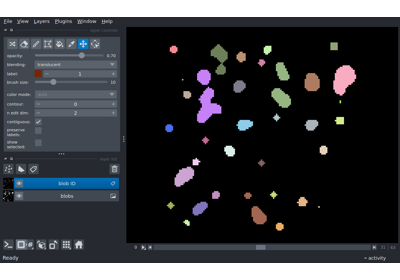 File View Layers Plugins Window Help
opacity: 0.70
blending: translucent
label: 1
brush size: 10
color mode:
contour: 0
n edit dim: 2
contiguous:
preserve labels:
show selected:
blob ID
blobs
Ready
activity